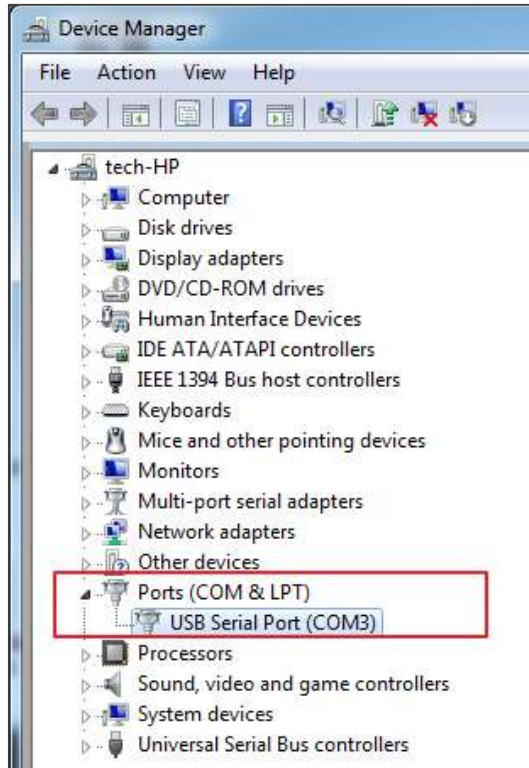 Device Manager
File Action View Help
tech-HP
Computer
Disk drives
Display adapters
DVD/CD-ROM drives
Human Interface Devices
IDE ATA/ATAPI controllers
IEEE 1394 Bus host controllers
Keyboards
Mice and other pointing devices
Monitors
Multi-port serial adapters
Network adapters
Other devices
Ports (COM & LPT)
USB Serial Port (COM3)
Processors
Sound, video and game controllers
System devices
Universal Serial Bus controllers